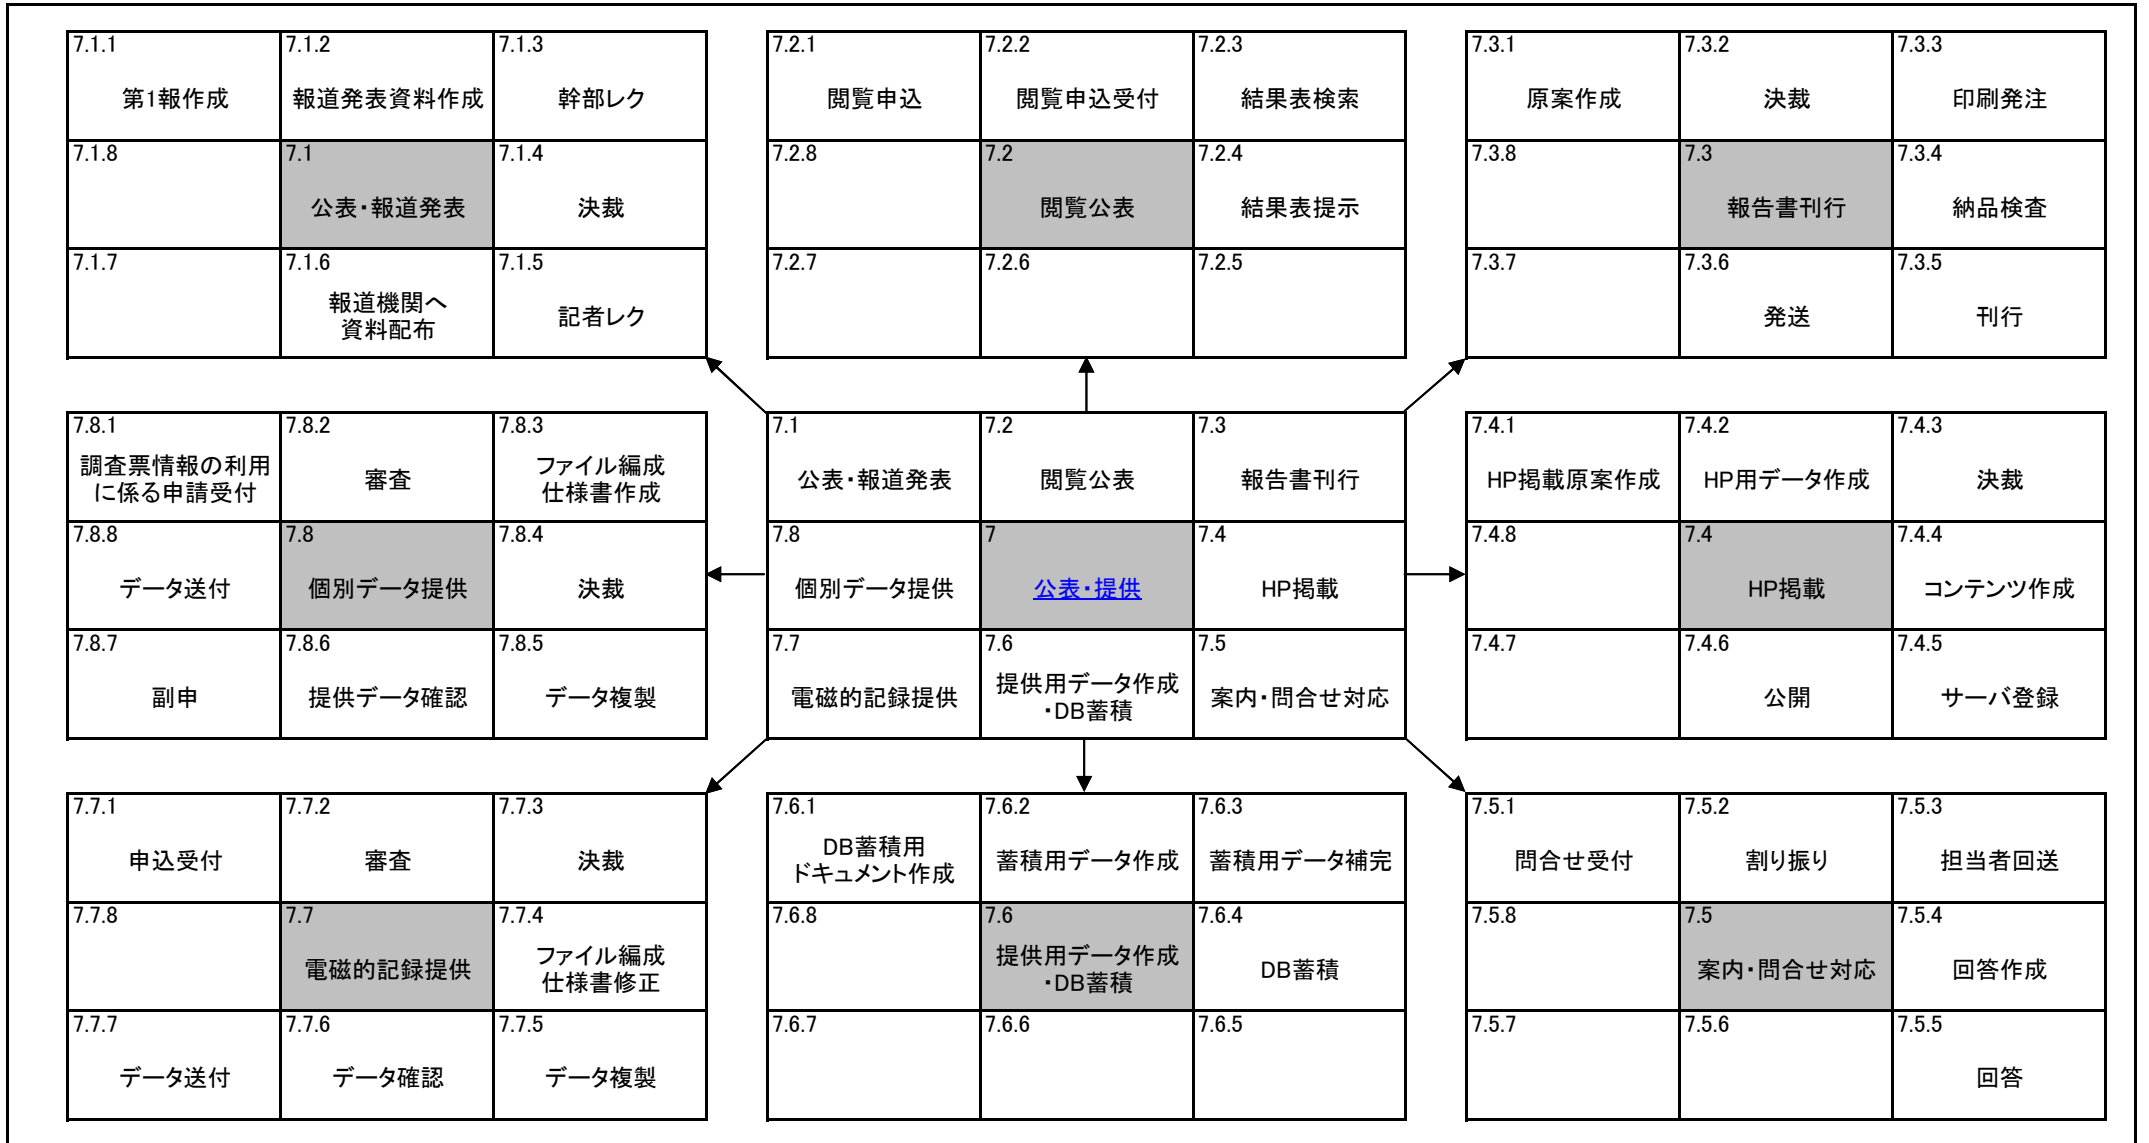 7.1.1
第1報作成
7.1.2
報道発表資料作成
7.1.3
幹部レク
7.1.8
7.1
公表・報道発表
7.1.4
決裁
7.1.7
7.1.6
報道機関へ
資料配布
7.1.5
記者レク
7.2.1
閲覧申込
7.2.2
閲覧申込受付
7.2.3
結果表検索
7.2.8
7.2
閲覧公表
7.2.4
結果表提示
7.2.7
7.2.6
7.2.5
7.3.1
原案作成
7.3.2
決裁
7.3.3
印刷発注
7.3.8
7.3
報告書刊行
7.3.4
納品検査
7.3.7
7.3.6
発送
7.3.5
刊行
7.8.1
調査票情報の利用
に係る申請受付
7.8.2
審査
7.8.3
ファイル編成
仕様書作成
7.8.8
データ送付
7.8
個別データ提供
7.8.4
決裁
7.8.7
副申
7.8.6
提供データ確認
7.8.5
データ複製
7.1
公表・報道発表
7.2
閲覧公表
7.3
報告書刊行
7.8
個別データ提供
7
公表・提供
7.4
HP掲載
7.7
電磁的記録提供
7.6
提供用データ作成
・DB蓄積
7.5
案内・問合せ対応
7.4.1
HP掲載原案作成
7.4.2
HP用データ作成
7.4.3
決裁
7.4.8
7.4
HP掲載
7.4.4
コンテンツ作成
7.4.7
7.4.6
公開
7.4.5
サーバ登録
7.7.1
申込受付
7.7.2
審査
7.7.3
決裁
7.7.8
7.7
電磁的記録提供
7.7.4
ファイル編成
仕様書修正
7.7.7
データ送付
7.7.6
データ確認
7.7.5
データ複製
7.6.1
DB蓄積用
ドキュメント作成
7.6.2
蓄積用データ作成
7.6.3
蓄積用データ補完
7.6.8
7.6
提供用データ作成
・DB蓄積
7.6.4
DB蓄積
7.6.7
7.6.6
7.6.5
7.5.1
問合せ受付
7.5.2
割り振り
7.5.3
担当者回送
7.5.8
7.5
案内・問合せ対応
7.5.4
回答作成
7.5.7
7.5.6
7.5.5
回答